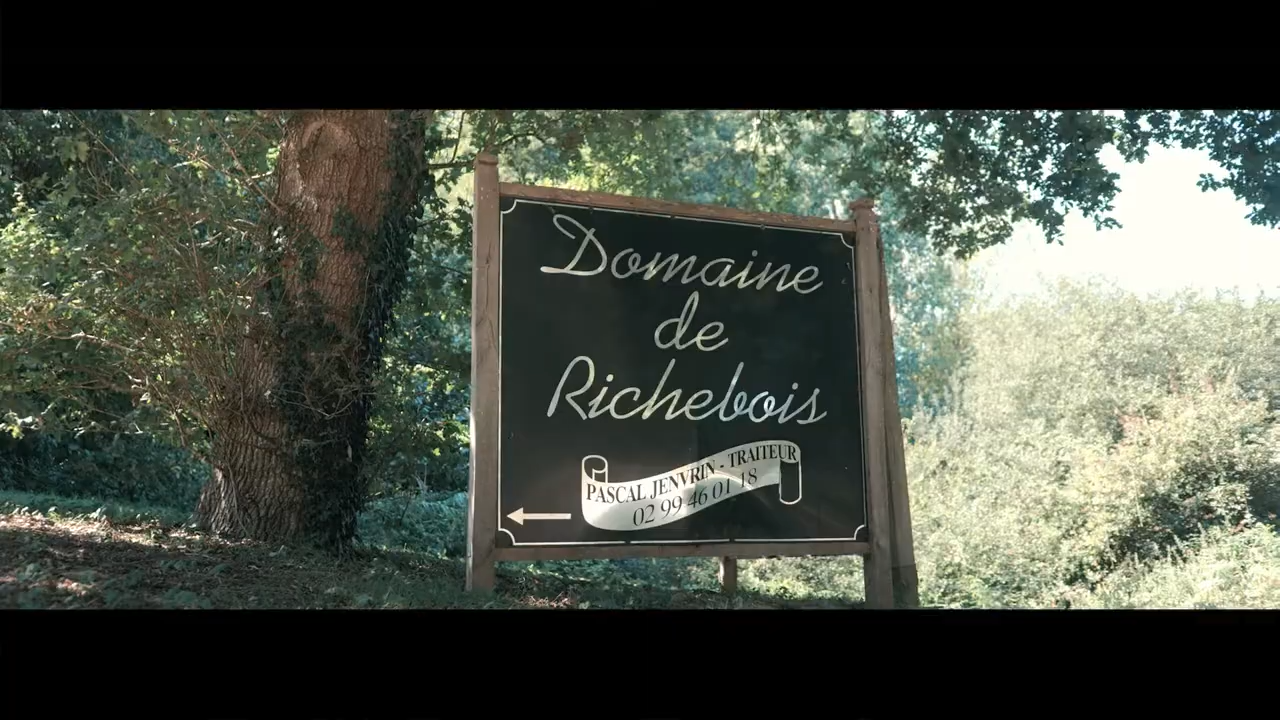 Domaine
de
Richebois
PASCAL JENVRIN - TRAITEUR
02 99 46 01 18